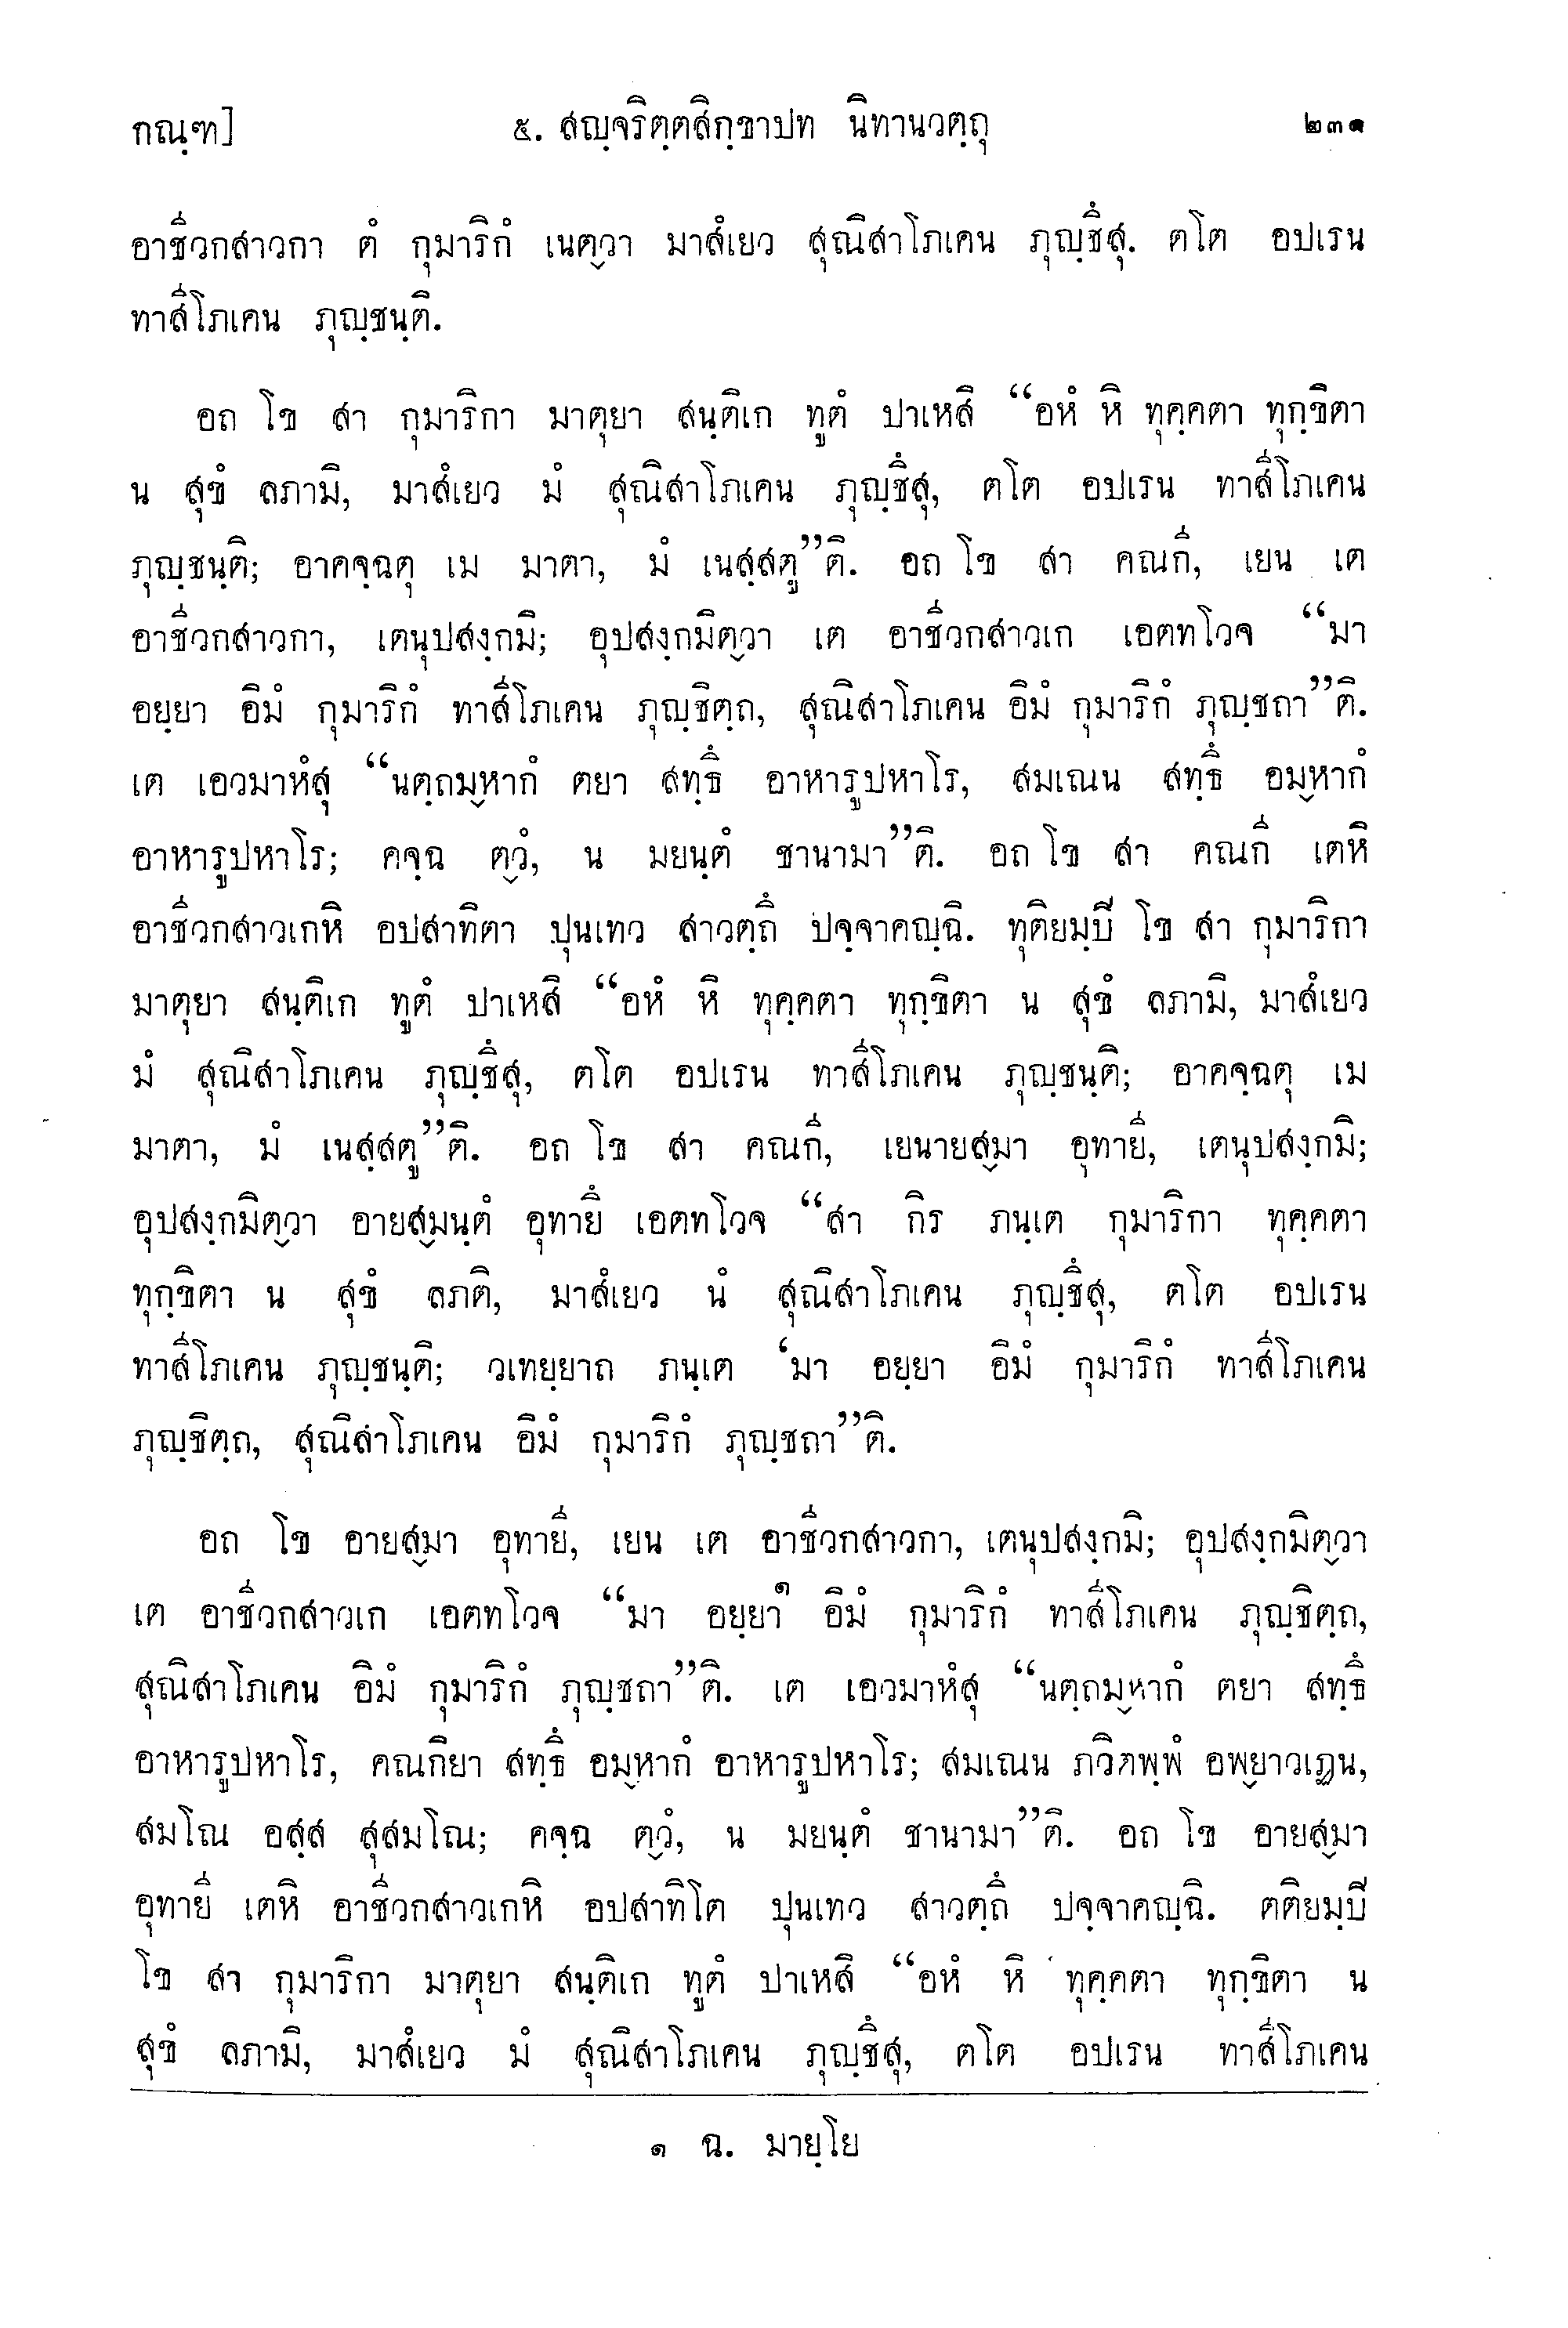 กณฺฑ] ๕. สญฺจริตฺตสิกฺขาปท นิทานวตฺถุ ๒๓๑
อาชีวกสาวกา ตํ กุมาริกํ เนตฺวา มาสํเยว สุณิสาโภเคน ภุญฺชึสุ. ตโต อปเรน
ทาสีโภเคน ภุญฺชนฺติ.
อถ โข สา กุมาริกา มาตุยา สนฺติเก ทูตํ ปาเหสิ “อหํ หิ ทุคฺคตา ทุกฺขิตา
น สุขํ ลภามิ, มาสํเยว มํ สุณิสาโภเคน ภุญฺชึสุ, ตโต อปเรน ทาสีโภเคน
ภุญฺชนฺติ; อาคจฺฉตุ เม มาตา, มํ เนสฺสตู”ติ. อถ โข สา คณกี, เยน เต
อาชีวกสาวกา, เตนุปสงฺกมิ; อุปสงฺกมิตฺวา เต อาชีวกสาวเก เอตทโวจ “มา
อยฺยา อิมํ กุมาริกํ ทาสีโภเคน ภุญฺชิตฺถ, สุณิสาโภเคน อิมํ กุมาริกํ ภุญฺชถา”ติ.
เต เอวมาหํสุ “นตฺถมฺหากํ ตยา สทฺธึ อาหารูปหาโร, สมเณน สทฺธึ อมฺหากํ
อาหารูปหาโร; คจฺฉ ตฺวํ, น มยนฺตํ ชานามา”ติ. อถ โข สา คณกี เตหิ
อาชีวกสาวเกหิ อปสาทิตา ปุนเทว สาวตฺถึ ปจฺจาคญฺฉิ. ทุติยมฺปิ โข สา กุมาริกา
มาตุยา สนฺติเก ทูตํ ปาเหสิ “อหํ หิ ทุคฺคตา ทุกฺขิตา น สุขํ ลภามิ, มาสํเยว
มํ สุณิสาโภเคน ภุญฺชึสุ, ตโต อปเรน ทาสีโภเคน ภุญฺชนฺติ; อาคจฺฉตุ เม
มาตา, มํ เนสฺสตู”ติ. อถ โข สา คณกี, เยนายสฺมา อุทายี, เตนุปสงฺกมิ;
อุปสงฺกมิตฺวา อายสฺมนฺตํ อุทายึ เอตทโวจ “สา กิร ภนฺเต กุมาริกา ทุคฺคตา
ทุกฺขิตา น สุขํ ลภติ, มาสํเยว นํ สุณิสาโภเคน ภุญฺชึสุ, ตโต อปเรน
ทาสีโภเคน ภุญฺชนฺติ; วเทยฺยาถ ภนฺเต ‘มา อยฺยา อิมํ กุมาริกํ ทาสีโภเคน
ภุญฺชิตฺถ, สุณิสาโภเคน อิมํ กุมาริกํ ภุญฺชถา”ติ.
อถ โข อายสฺมา อุทายี, เยน เต อาชีวกสาวกา, เตนุปสงฺกมิ; อุปสงฺกมิตฺวา
เต อาชีวกสาวเก เอตทโวจ “มา อยฺยา๑ อิมํ กุมาริกํ ทาสีโภเคน ภุญฺชิตฺถ,
สุณิสาโภเคน อิมํ กุมาริกํ ภุญฺชถา”ติ. เต เอวมาหํสุ “นตฺถมฺหากํ ตยา สทฺธึ
อาหารูปหาโร, คณกิยา สทฺธึ อมฺหากํ อาหารูปหาโร; สมเณน ภวิตพฺพํ อพฺยาวเฏน,
สมโณ อสฺส สุสมโณ; คจฺฉ ตฺวํ, น มยนฺตํ ชานามา”ติ. อถ โข อายสฺมา
อุทายี เตหิ อาชีวกสาวเกหิ อปสาทิโต ปุนเทว สาวตฺถึ ปจฺจาคญฺฉิ. ตติยมฺปิ
โข สา กุมาริกา มาตุยา สนฺติเก ทูตํ ปาเหสิ “อหํ หิ ทุคฺคตา ทุกฺขิตา น
สุขํ ลภามิ, มาสํเยว มํ สุณิสาโภเคน ภุญฺชึสุ, ตโต อปเรน ทาสีโภเคน
๑ ฉ. มายฺโย